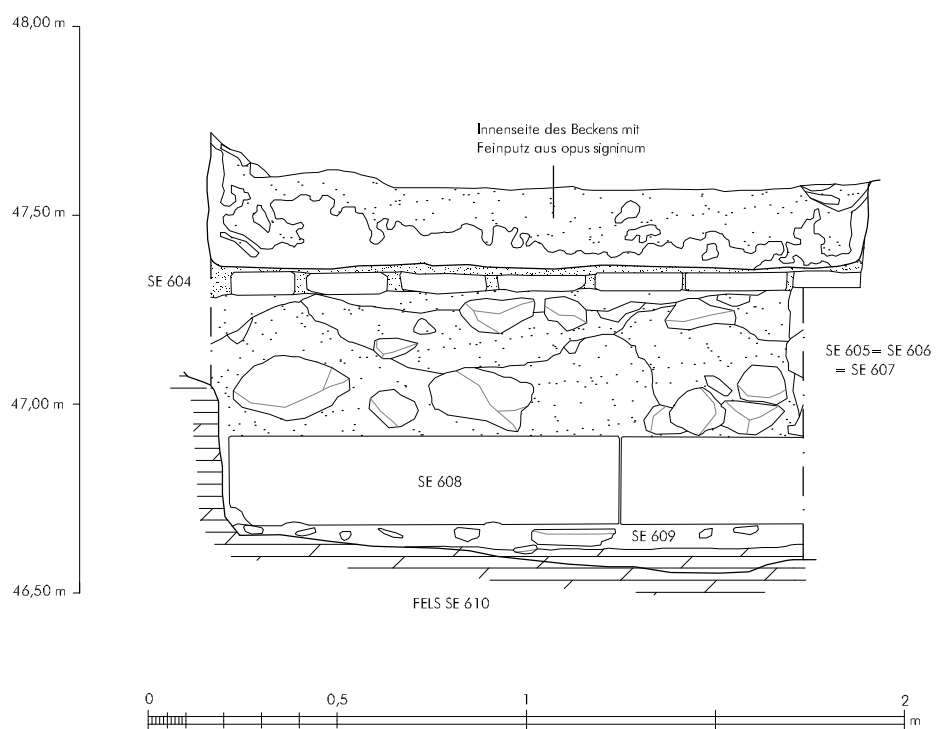 48,00 m
Innenseite des Beckens mit
Feinputz aus opus signinum
47,50 m
SE 604
SE 605= SE 606
= SE 607
47,00 m
SE 608
SE 609
46,50 m
FELS SE 610
0 0,5 1 2
m